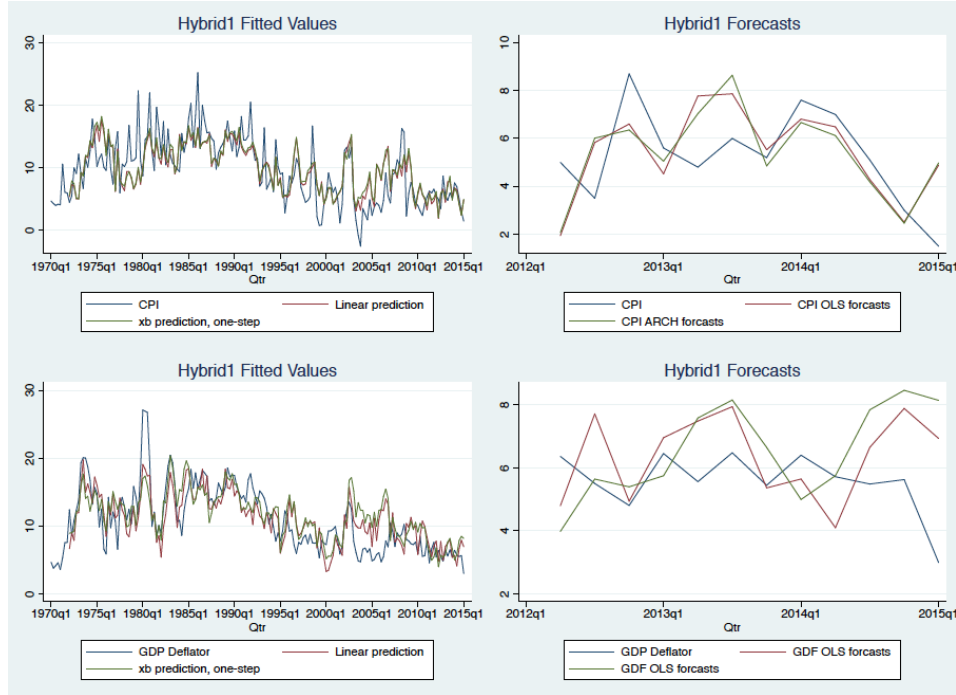 Hybrid1 Fitted Values
30
20
10
0
1970q1 1975q1 1980q1 1985q1 1990q1 1995q1 2000q1 2005q1 2010q1 2015q1
Qtr
CPI Linear prediction
xb prediction, one-step
Hybrid1 Forecasts
10
8
6
4
2
2012q1 2013q1 2014q1 2015q1
Qtr
CPI CPI OLS forcasts
CPI ARCH forcasts
Hybrid1 Fitted Values
30
20
10
0
1970q1 1975q1 1980q1 1985q1 1990q1 1995q1 2000q1 2005q1 2010q1 2015q1
Qtr
GDP Deflator Linear prediction
xb prediction, one-step
Hybrid1 Forecasts
8
6
4
2
2012q1 2013q1 2014q1 2015q1
Qtr
GDP Deflator GDF OLS forcasts
GDF OLS forecasts